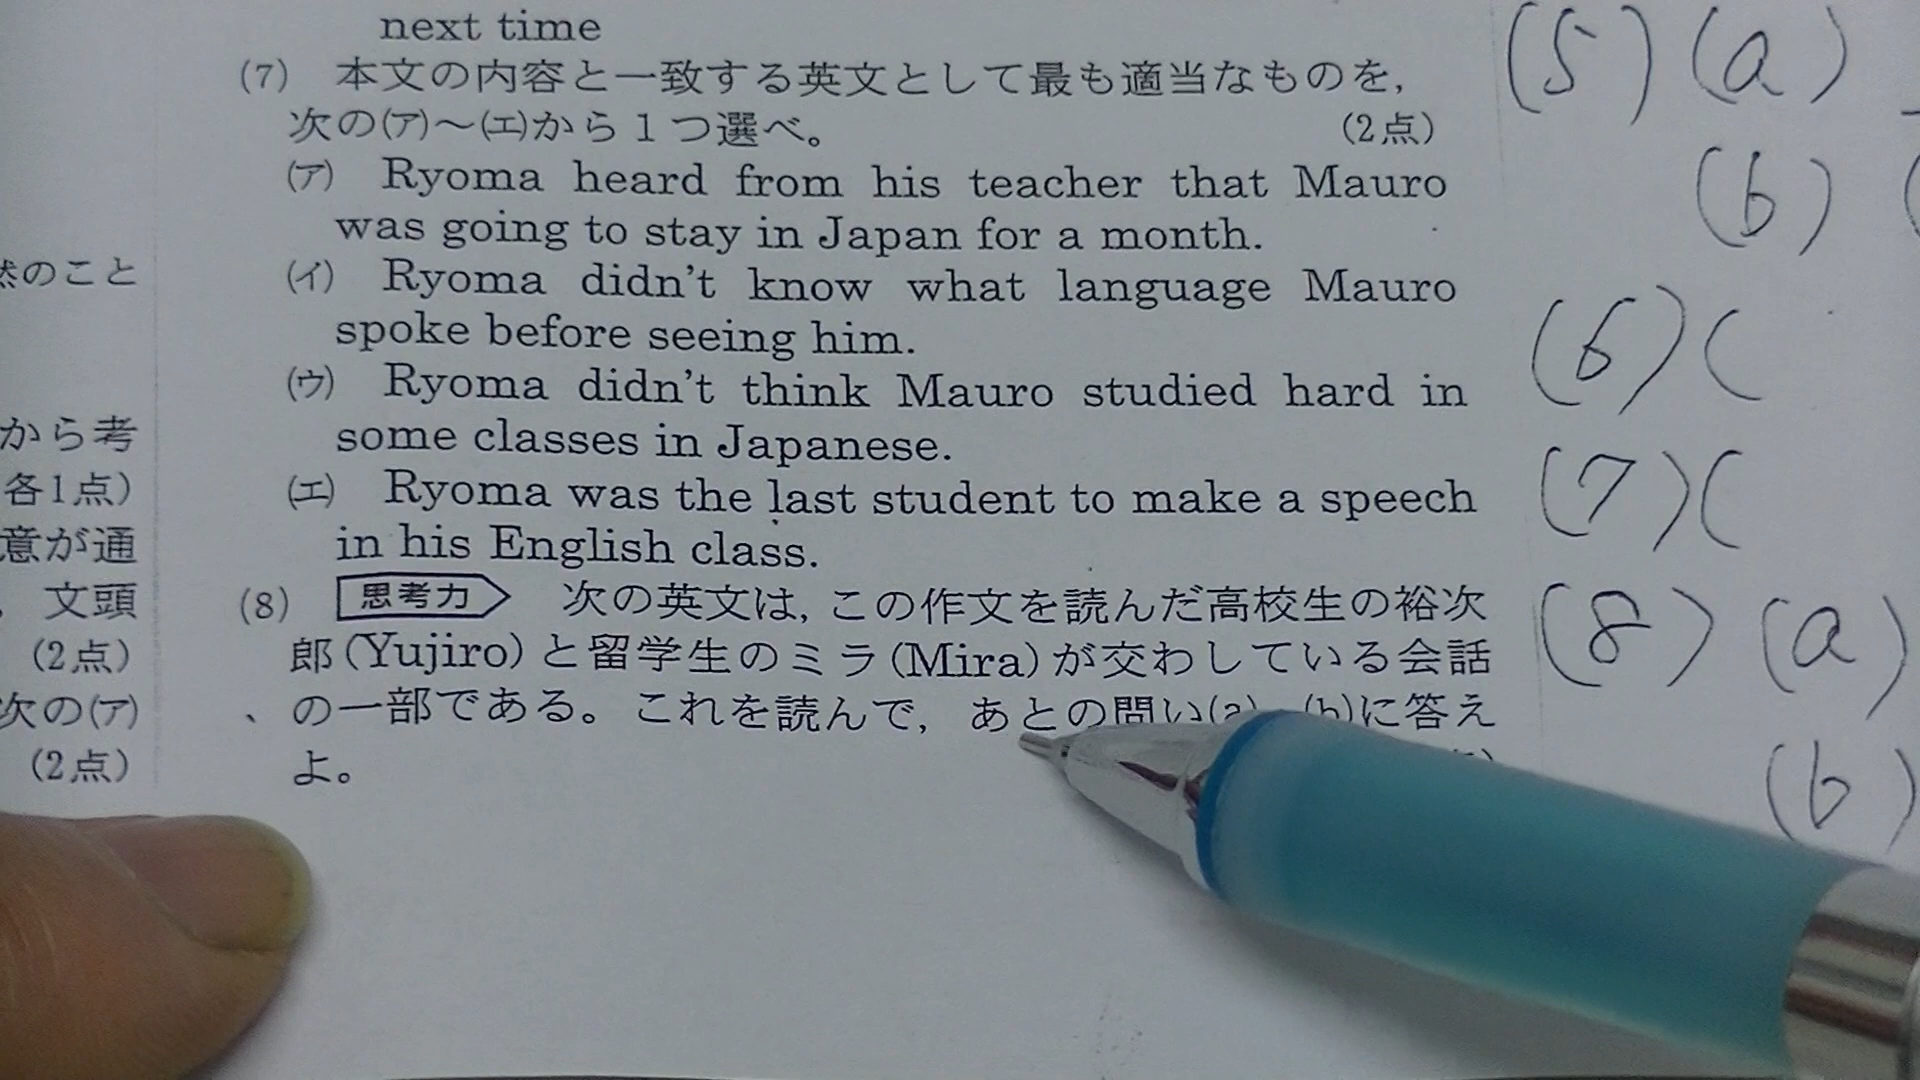 next time
(7) 本文の内容と一致する英文として最も適当なものを,
次の(ア)～(エ)から1つ選べ。 (2点)
(ア) Ryoma heard from his teacher that Mauro
was going to stay in Japan for a month.
(イ) Ryoma didn't know what language Mauro
spoke before seeing him.
(ウ) Ryoma didn't think Mauro studied hard in
some classes in Japanese.
(エ) Ryoma was the last student to make a speech
in his English class.
(8) 思考力 次の英文は, この作文を読んだ高校生の裕次
郎(Yujiro)と留学生のミラ(Mira)が交わしている会話
の一部である。これを読んで, あとの問い(a) (b)に答え
よ。
のこと
から考
各1点)
意が通
, 文頭
(2点)
次の(ア)
(2点)
(5) (a)
(b) (
(6) (
(7) (
(8) (a)
(b)